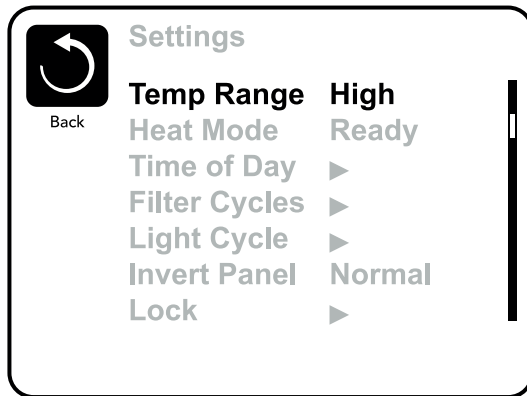 Settings
Back
Temp Range High
Heat Mode Ready
Time of Day ▶
Filter Cycles ▶
Light Cycle ▶
Invert Panel Normal
Lock ▶